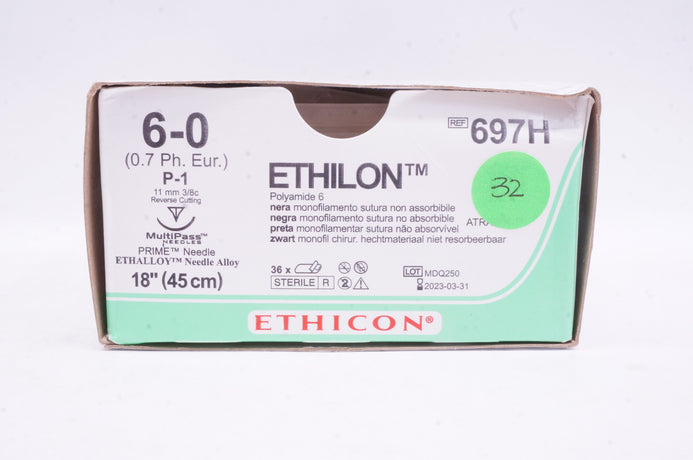 6-0
(0.7 Ph. Eur.)
P-1
11 mm 3/8c
Reverse Cutting
MultiPass™
NEEDLES
PRIME™ Needle
ETHALLOY™ Needle Alloy
18" (45 cm)
REF 697H
ETHILON™
Polyamide 6
nera monofilamento sutura non assorbibile
negra monofilamento sutura no absorbible
preta monofilamentar sutura não absorvível
zwart monofil chirur. hechtmateriaal niet resorbeerbaar
32
36 x
STERILE R
2
LOT MDQ250
2023-03-31
ETHICON®